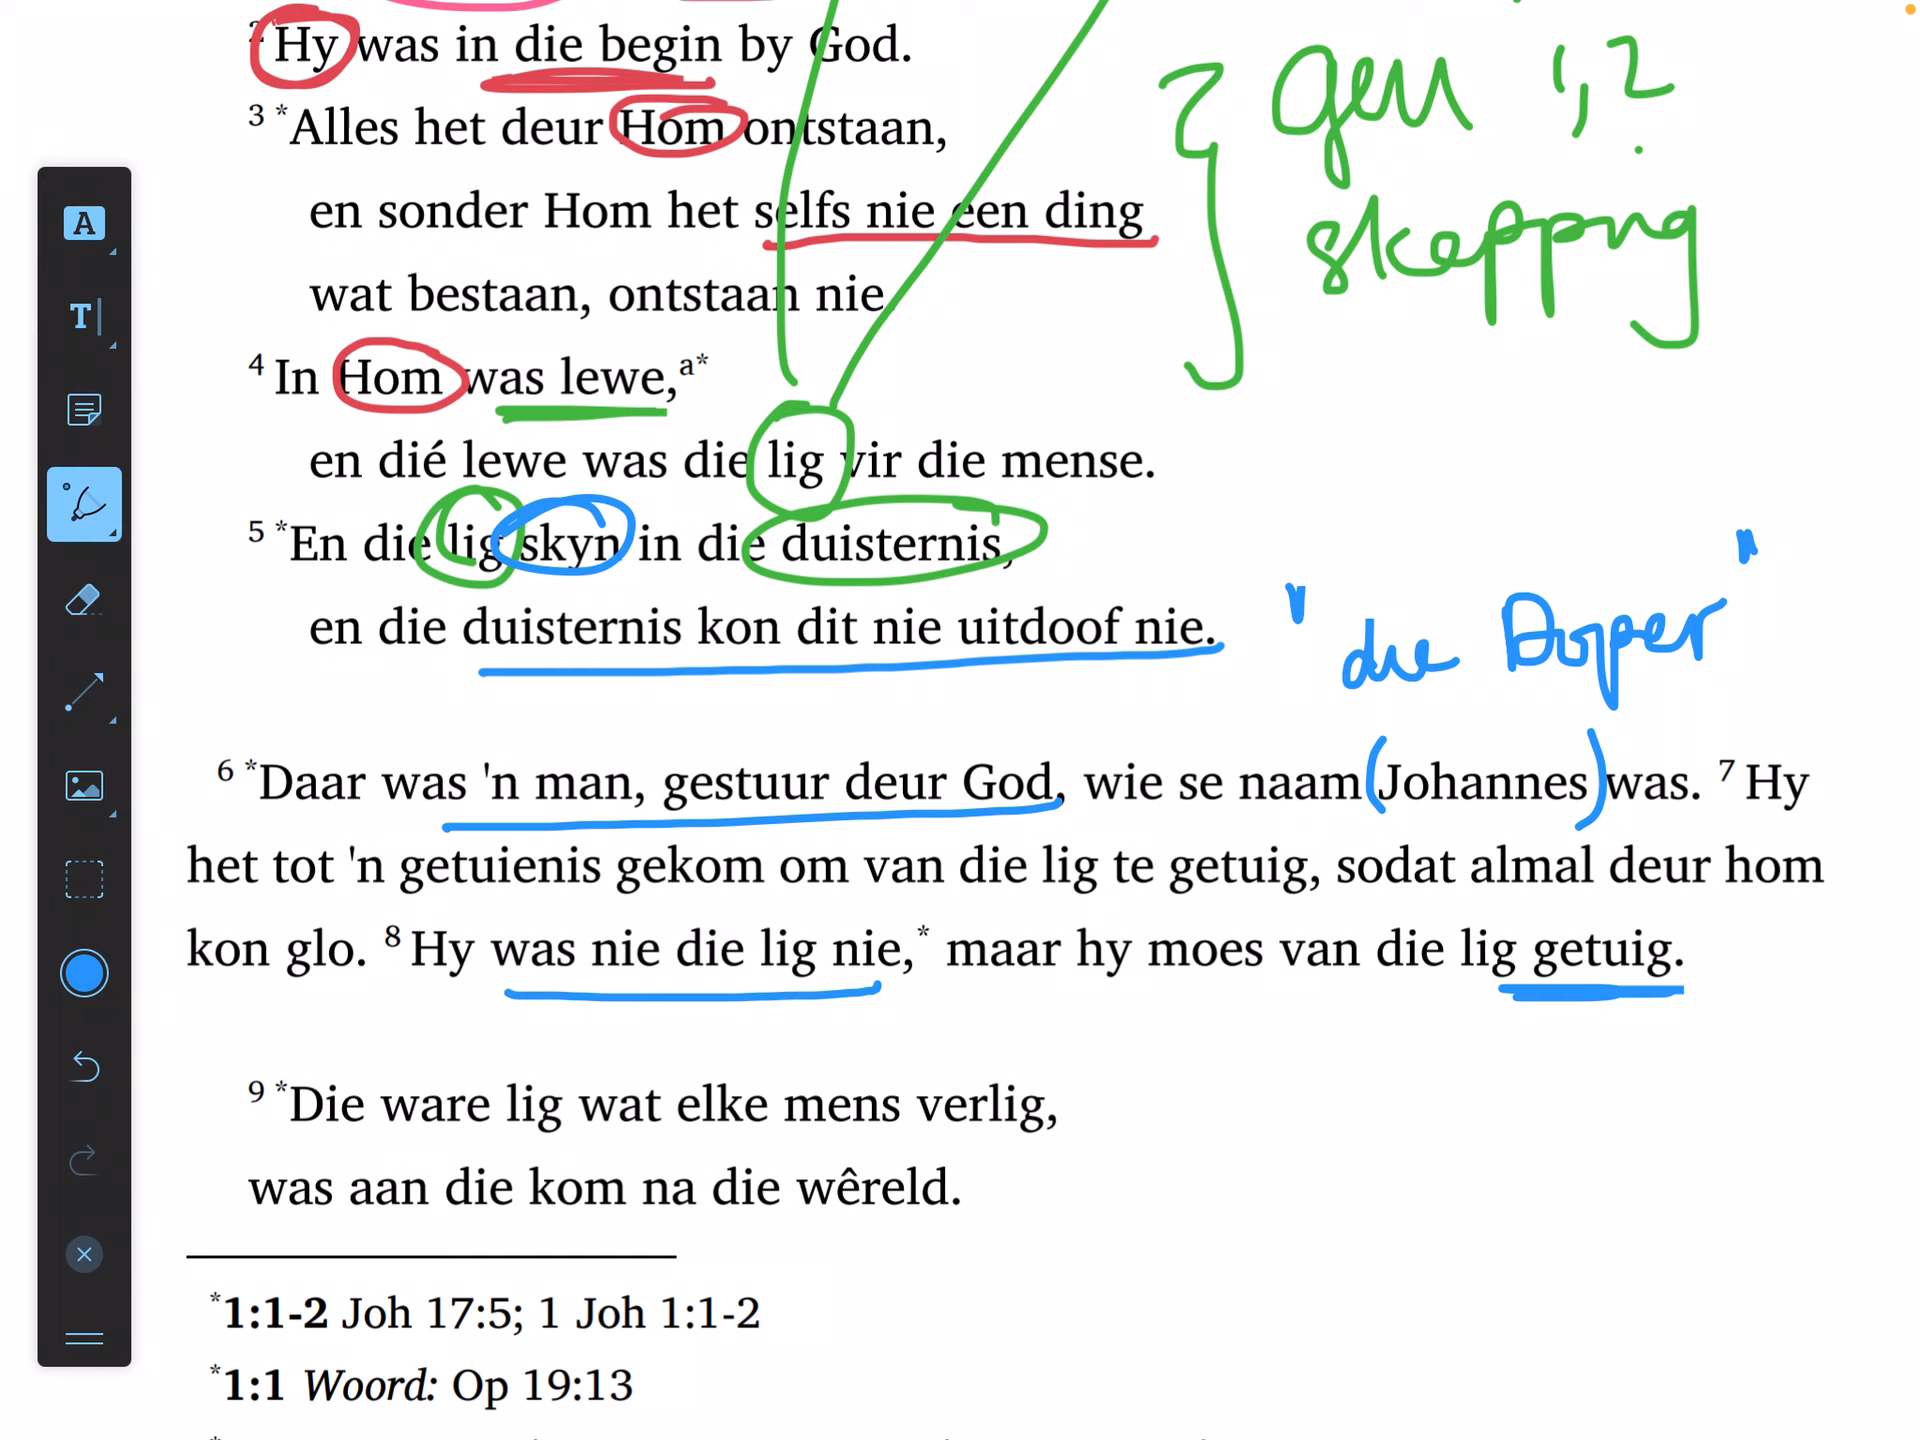 2 Hy was in die begin by God.
3 *Alles het deur Hom ontstaan,
en sonder Hom het selfs nie een ding
wat bestaan, ontstaan nie.
gen 1,2
skepping
4 In Hom was lewe,a*
en dié lewe was die lig vir die mense.
5 *En die lig skyn in die duisternis,
en die duisternis kon dit nie uitdoof nie.
"die Doper"
6 *Daar was 'n man, gestuur deur God, wie se naam (Johannes) was. 7 Hy
het tot 'n getuienis gekom om van die lig te getuig, sodat almal deur hom
kon glo. 8 Hy was nie die lig nie,* maar hy moes van die lig getuig.
9 *Die ware lig wat elke mens verlig,
was aan die kom na die wêreld.
*1:1-2 Joh 17:5; 1 Joh 1:1-2
*1:1 Woord: Op 19:13
A
T